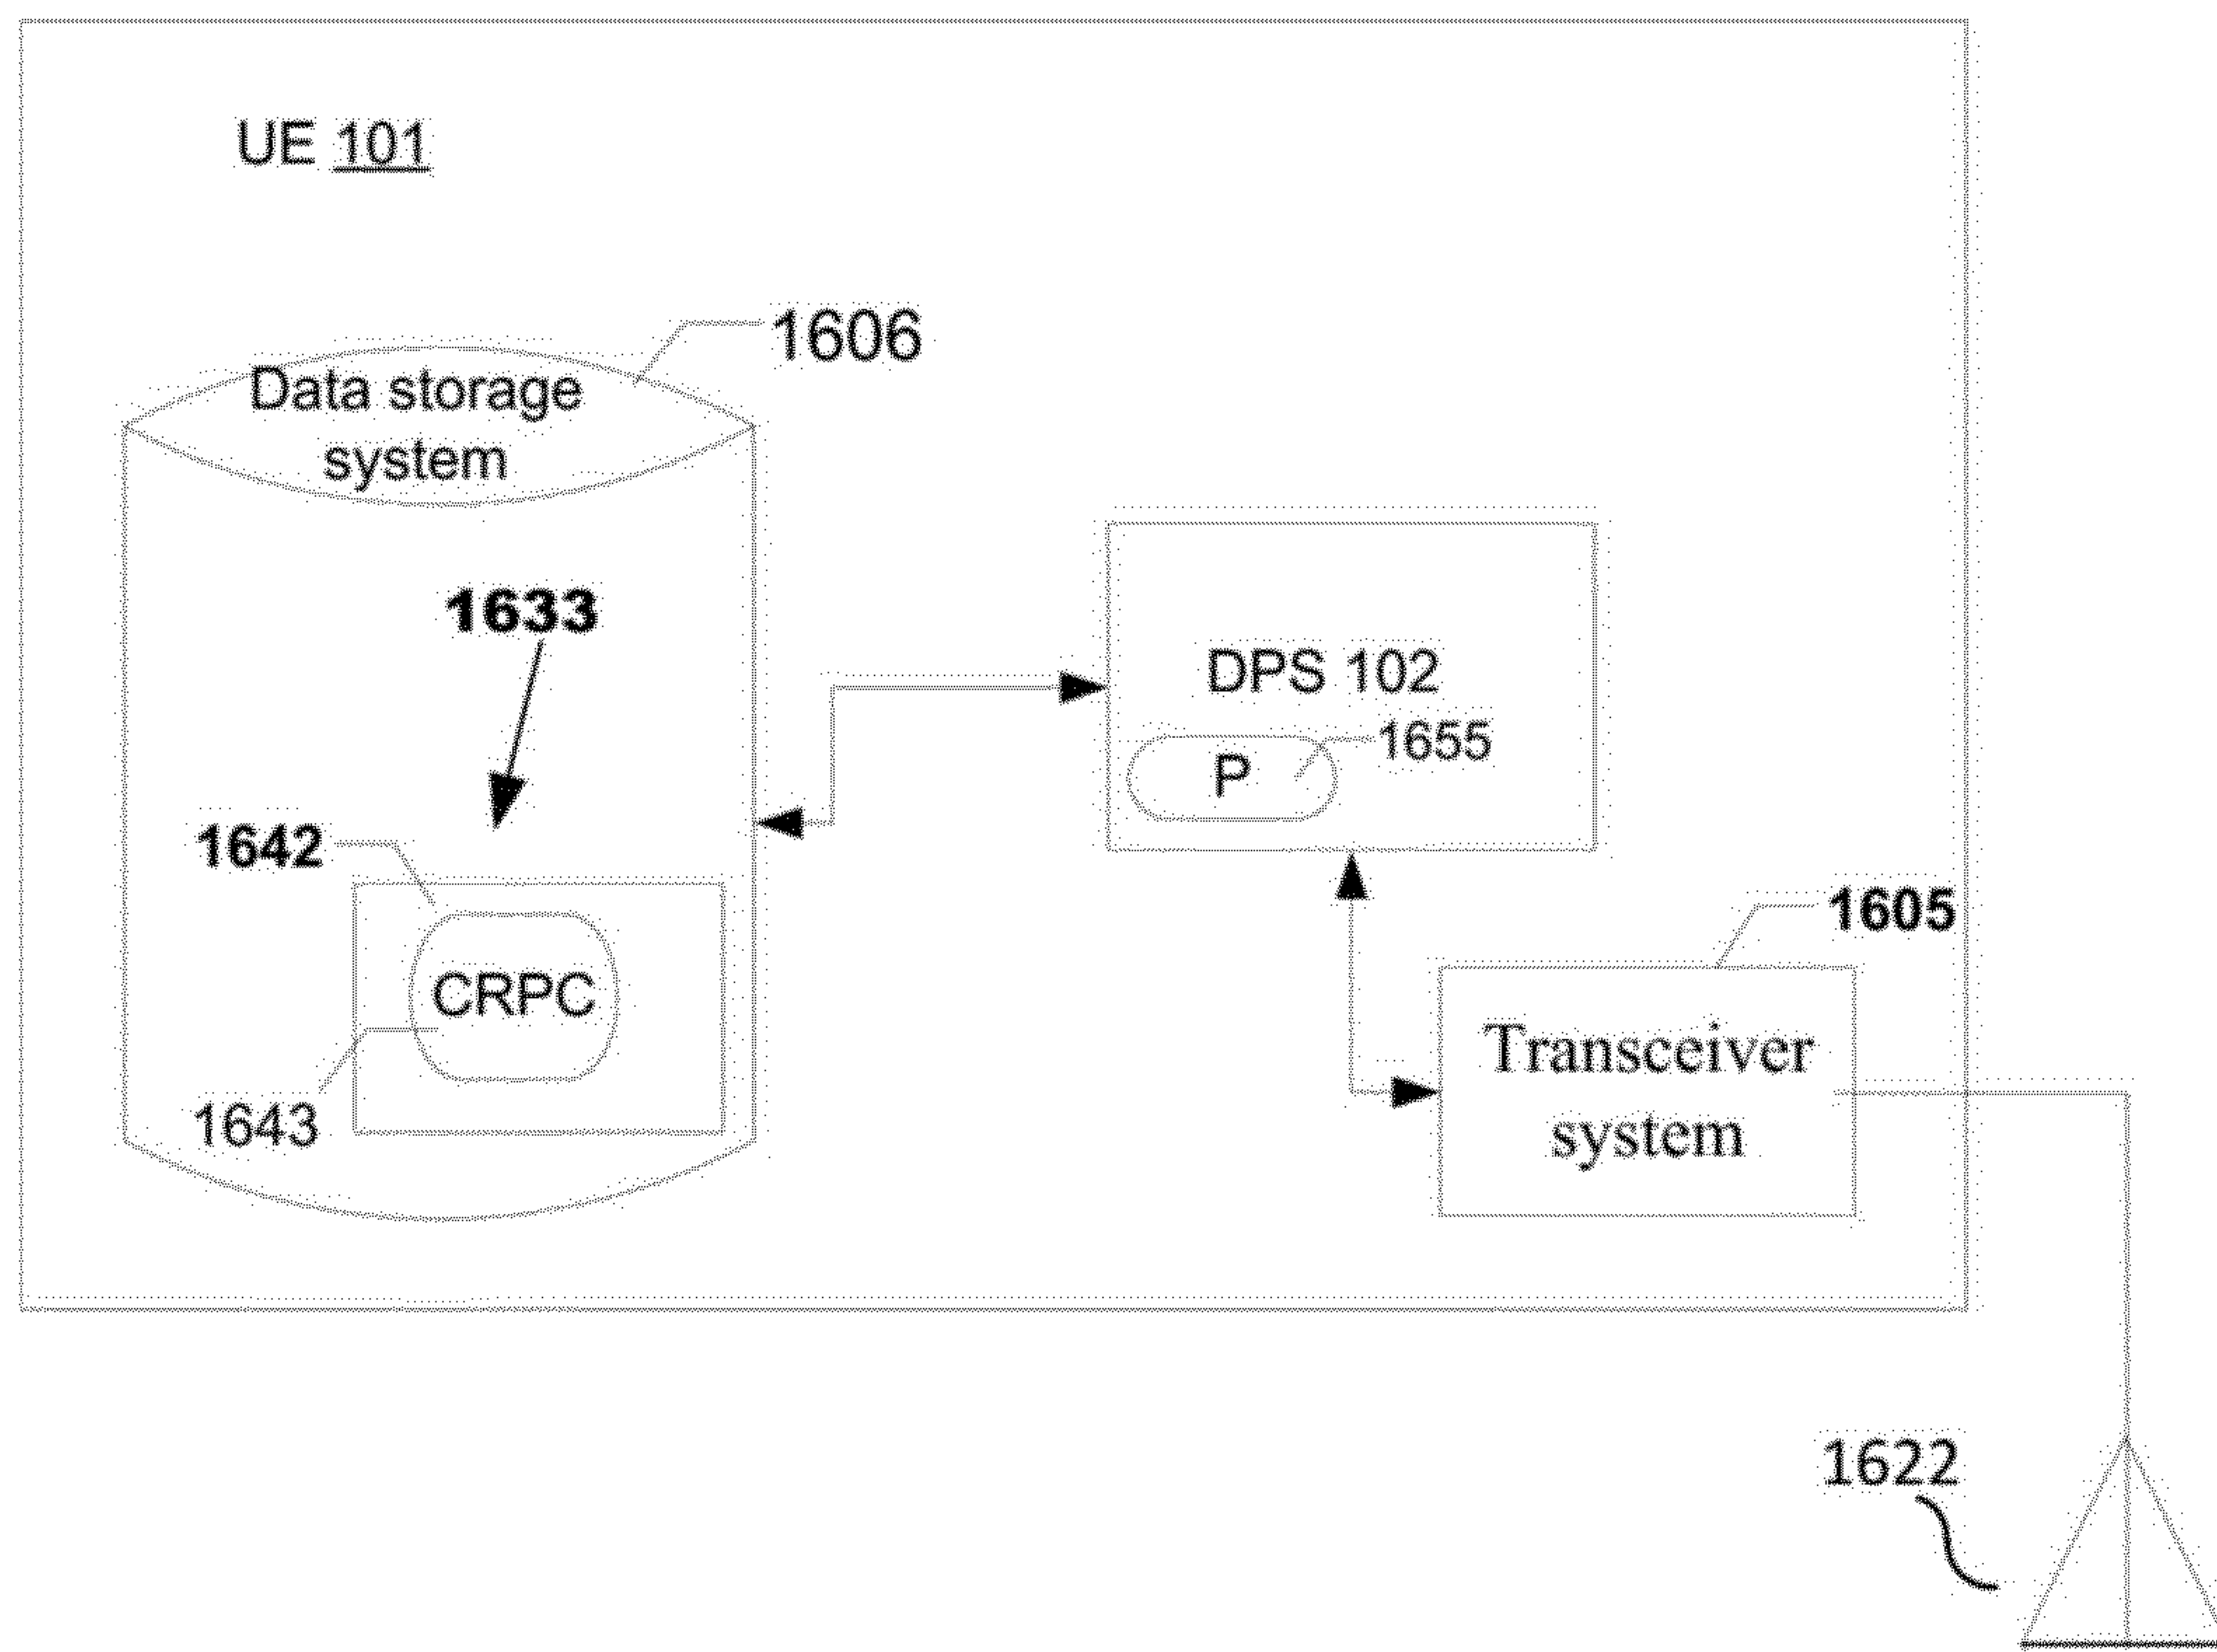 UE 101
1606
Data storage
system
1633
DPS 102
1655
P
1642
1605
CRPC
Transceiver
system
1643
1622